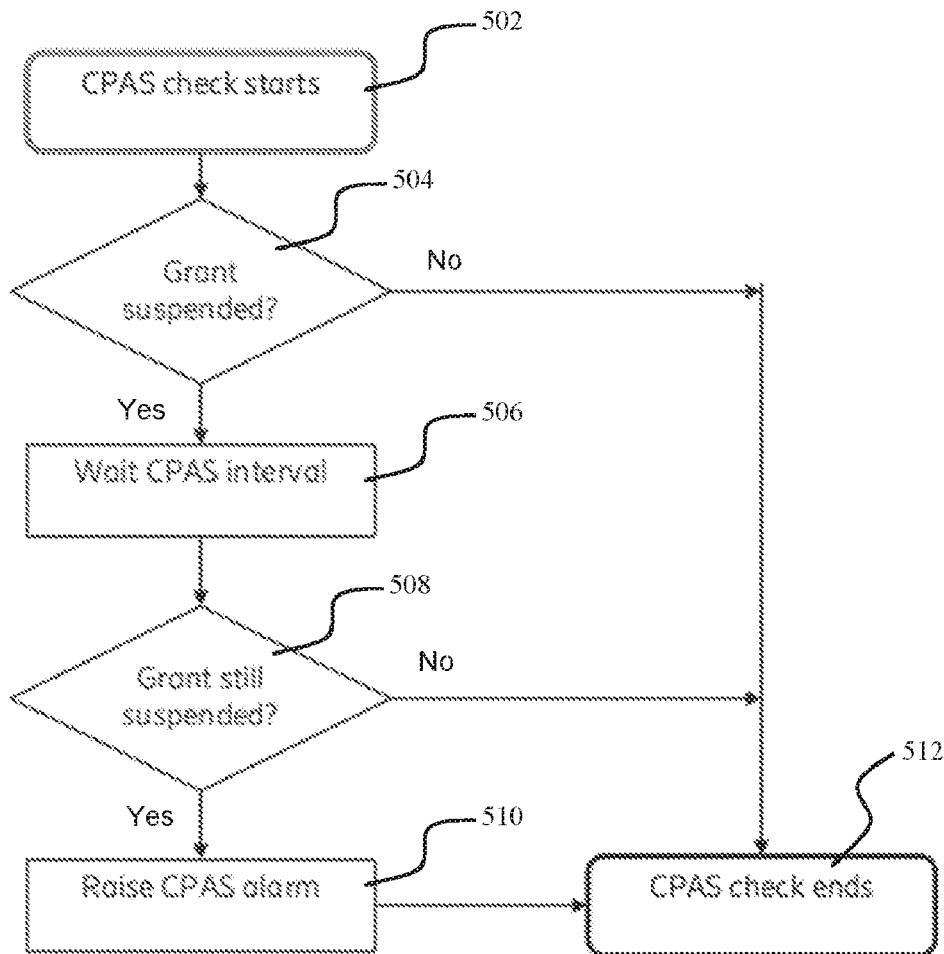 502
CPAS check starts
504
Grant
suspended?
No
Yes
506
Wait CPAS interval
508
Grant still
suspended?
No
Yes
510
512
Raise CPAS alarm
CPAS check ends